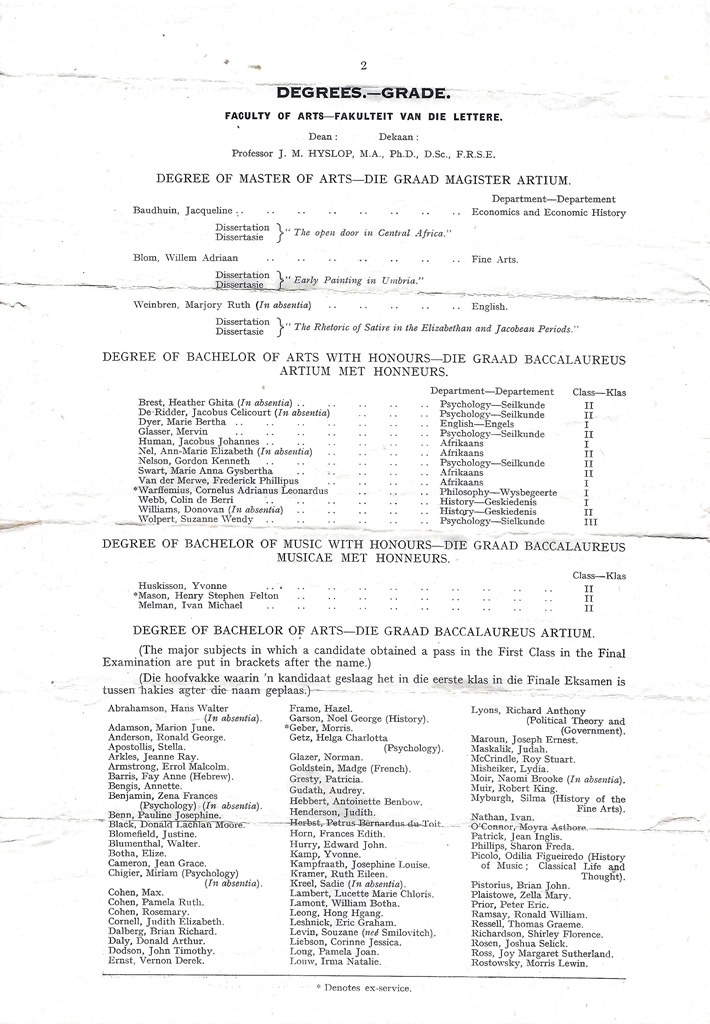 2
DEGREES.—GRADE.
FACULTY OF ARTS—FAKULTEIT VAN DIE LETTERE.
Dean : Dekaan :
Professor J. M. HYSLOP, M.A., Ph.D., D.Sc., F.R.S.E.
DEGREE OF MASTER OF ARTS—DIE GRAAD MAGISTER ARTIUM.
Department—Departement
Baudhuin, Jacqueline .. .. .. .. .. .. .. .. Economics and Economic History
Dissertation
Dissertasie } " The open door in Central Africa."
Blom, Willem Adriaan .. .. .. .. .. .. .. Fine Arts.
Dissertation
Dissertasie } " Early Painting in Umbria."
Weinbren, Marjory Ruth (In absentia) .. .. .. .. .. English.
Dissertation
Dissertasie } " The Rhetoric of Satire in the Elizabethan and Jacobean Periods."
DEGREE OF BACHELOR OF ARTS WITH HONOURS—DIE GRAAD BACCALAUREUS
ARTIUM MET HONNEURS.
Department—Departement Class—Klas
Brest, Heather Ghita (In absentia) .. .. .. .. .. Psychology—Seilkunde II
De Ridder, Jacobus Celicourt (In absentia) .. .. .. .. Psychology—Seilkunde II
Dyer, Marie Bertha .. .. .. .. .. .. .. English—Engels I
Glasser, Mervin .. .. .. .. .. .. .. Psychology—Seilkunde II
Human, Jacobus Johannes .. .. .. .. .. .. Afrikaans I
Nel, Ann-Marie Elizabeth (In absentia) .. .. .. .. Afrikaans II
Nelson, Gordon Kenneth .. .. .. .. .. .. Psychology—Seilkunde II
Swart, Marie Anna Gysbertha .. .. .. .. .. Afrikaans II
Van der Merwe, Frederick Phillipus .. .. .. .. Afrikaans I
*Warffemius, Cornelus Adrianus Leonardus .. .. .. Philosophy—Wysbegeerte I
Webb, Colin de Berri .. .. .. .. .. .. History—Geskiedenis I
Williams, Donovan (In absentia) .. .. .. .. .. History—Geskiedenis II
Wolpert, Suzanne Wendy .. .. .. .. .. .. Psychology—Sielkunde III
DEGREE OF BACHELOR OF MUSIC WITH HONOURS—DIE GRAAD BACCALAUREUS
MUSICAE MET HONNEURS.
Class—Klas
Huskisson, Yvonne .. .. .. .. .. .. .. .. .. II
*Mason, Henry Stephen Felton .. .. .. .. .. .. .. .. II
Melman, Ivan Michael .. .. .. .. .. .. .. .. .. II
DEGREE OF BACHELOR OF ARTS—DIE GRAAD BACCALAUREUS ARTIUM.
(The major subjects in which a candidate obtained a pass in the First Class in the Final
Examination are put in brackets after the name.)
(Die hoofvakke waarin 'n kandidaat geslaag het in die eerste klas in die Finale Eksamen is
tussen hakies agter die naam geplaas.)
Abrahamson, Hans Walter
(In absentia).
Adamson, Marion June.
Anderson, Ronald George.
Apostollis, Stella.
Arkles, Jeanne Ray.
Armstrong, Errol Malcolm.
Barris, Fay Anne (Hebrew).
Bengis, Annette.
Benjamin, Zena Frances
(Psychology) (In absentia).
Benn, Pauline Josephine.
Black, Donald Lachlan Moore.
Blomefield, Justine.
Blumenthal, Walter.
Botha, Elize.
Cameron, Jean Grace.
Chigier, Miriam (Psychology)
(In absentia).
Cohen, Max.
Cohen, Pamela Ruth.
Cohen, Rosemary.
Cornell, Judith Elizabeth.
Dalberg, Brian Richard.
Daly, Donald Arthur.
Dodson, John Timothy.
Ernst, Vernon Derek.
Frame, Hazel.
Garson, Noel George (History).
*Geber, Morris.
Getz, Helga Charlotta
(Psychology).
Glazer, Norman.
Goldstein, Madge (French).
Gresty, Patricia.
Gudath, Audrey.
Hebbert, Antoinette Benbow.
Henderson, Judith.
Herbst, Petrus Bernardus du Toit.
Horn, Frances Edith.
Hurry, Edward John.
Kamp, Yvonne.
Kampfraath, Josephine Louise.
Kramer, Ruth Eileen.
Kreel, Sadie (In absentia).
Lambert, Lucette Marie Chloris.
Lamont, William Botha.
Leong, Hong Hgang.
Leshnick, Eric Graham.
Levin, Souzane (neé Smilovitch).
Liebson, Corinne Jessica.
Long, Pamela Joan.
Louw, Irma Natalie.
Lyons, Richard Anthony
(Political Theory and
(Government).
Maroun, Joseph Ernest.
Maskalik, Judah.
McCrindle, Roy Stuart.
Misheiker, Lydia.
Moir, Naomi Brooke (In absentia).
Muir, Robert King.
Myburgh, Silma (History of the
Fine Arts).
Nathan, Ivan.
O'Connor, Moyra Asthore.
Patrick, Jean Inglis.
Phillips, Sharon Freda.
Picolo, Odilia Figueiredo (History
of Music ; Classical Life and
Thought).
Pistorius, Brian John.
Plaistowe, Zella Mary.
Prior, Peter Eric.
Ramsay, Ronald William.
Ressell, Thomas Graeme.
Richardson, Shirley Florence.
Rosen, Joshua Selick.
Ross, Joy Margaret Sutherland.
Rostowsky, Morris Lewin.
* Denotes ex-service.